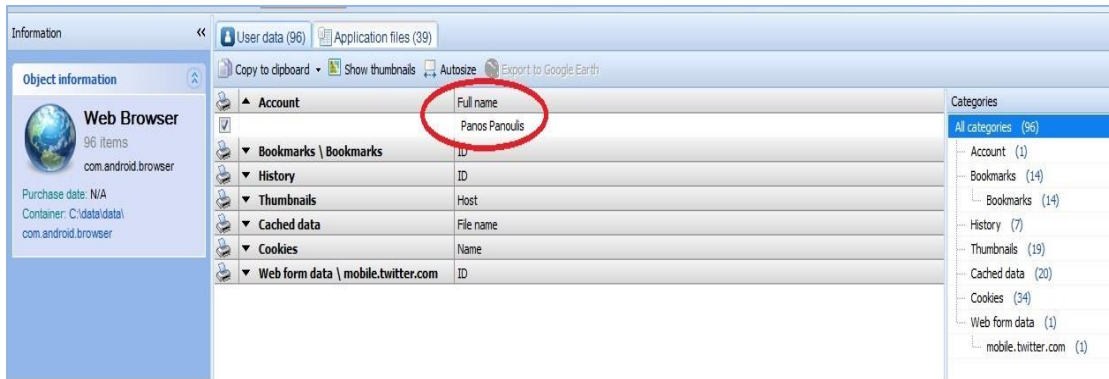 Information «
User data (96) Application files (39)
Copy to clipboard Show thumbnails Autosize Export to Google Earth
Object information
Web Browser
96 items
com.android.browser
Purchase date: N/A
Container: C:\data\data\
com.android.browser
Account Full name
Panos Panoulis
Bookmarks \ Bookmarks ID
History ID
Thumbnails Host
Cached data File name
Cookies Name
Web form data \ mobile.twitter.com ID
Categories
All categories (96)
Account (1)
Bookmarks (14)
Bookmarks (14)
History (7)
Thumbnails (19)
Cached data (20)
Cookies (34)
Web form data (1)
mobile.twitter.com (1)